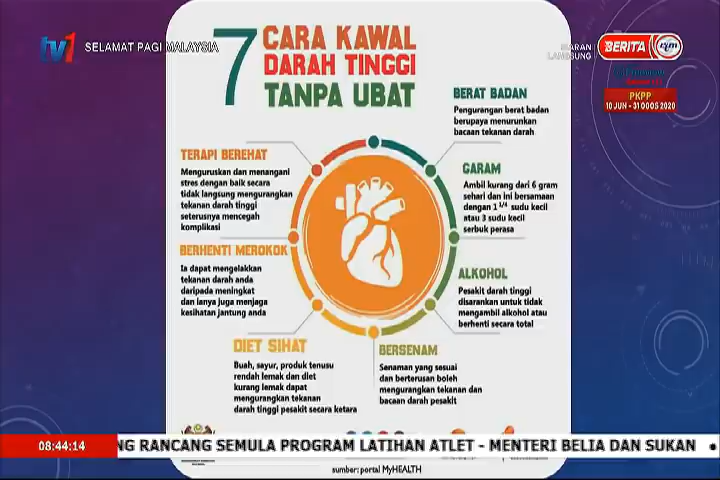 tv1
SELAMAT PAGI MALAYSIA
7
CARA KAWAL
DARAH TINGGI
TANPA UBAT
SIARAN
LANGSUNG
BERITA
rtm
PKPP
10 JUN - 31 OGOS 2020
BERAT BADAN
Pengurangan berat badan
berupaya menurunkan
bacaan tekanan darah
TERAPI BEREHAT
Menguruskan dan menangani
stres dengan baik secara
tidak langsung mengurangkan
tekanan darah tinggi
seterusnya mencegah
komplikasi
GARAM
Ambil kurang dari 6 gram
sehari dan ini bersamaan
dengan 1 1/4 sudu kecil
atau 3 sudu kecil
serbuk perasa
BERHENTI MEROKOK
Ia dapat mengelakkan
tekanan darah anda
daripada meningkat
dan ianya juga menjaga
kesihatan jantung anda
ALKOHOL
Pesakit darah tinggi
disarankan untuk tidak
mengambil alkohol atau
berhenti secara total
DIET SIHAT
Buah, sayur, produk tenusu
rendah lemak dan diet
kurang lemak dapat
mengurangkan tekanan
darah tinggi pesakit secara ketara
BERSENAM
Senaman yang sesuai
dan berterusan boleh
mengurangkan tekanan dan
bacaan darah pesakit
08:44:14
NG RANCANG SEMULA PROGRAM LATIHAN ATLET - MENTERI BELIA DAN SUKAN •
sumber: portal MyHEALTH